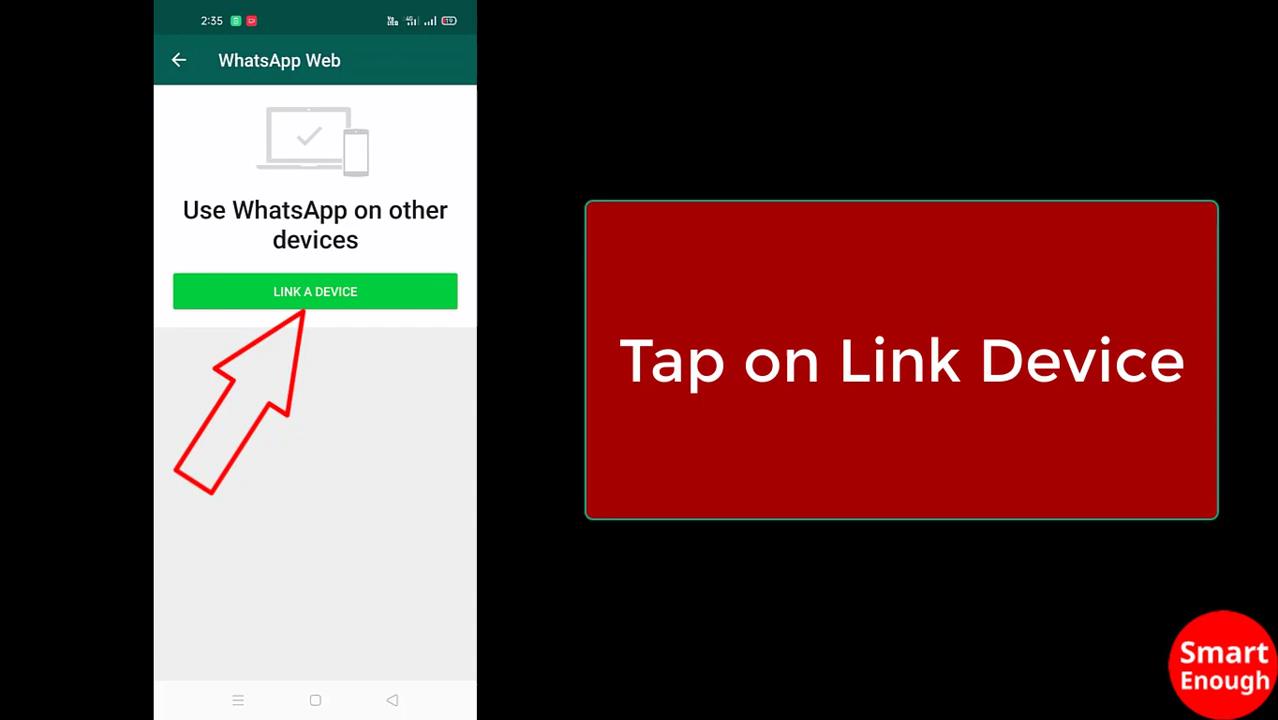 2:35
WhatsApp Web
Use WhatsApp on other
devices
LINK A DEVICE
Tap on Link Device
Smart
Enough